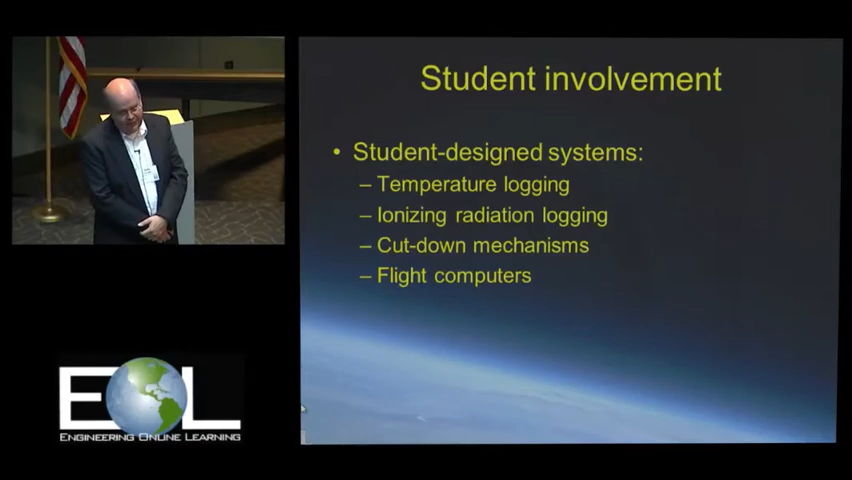 Student involvement
• Student-designed systems:
– Temperature logging
– Ionizing radiation logging
– Cut-down mechanisms
– Flight computers
EOL
ENGINEERING ONLINE LEARNING